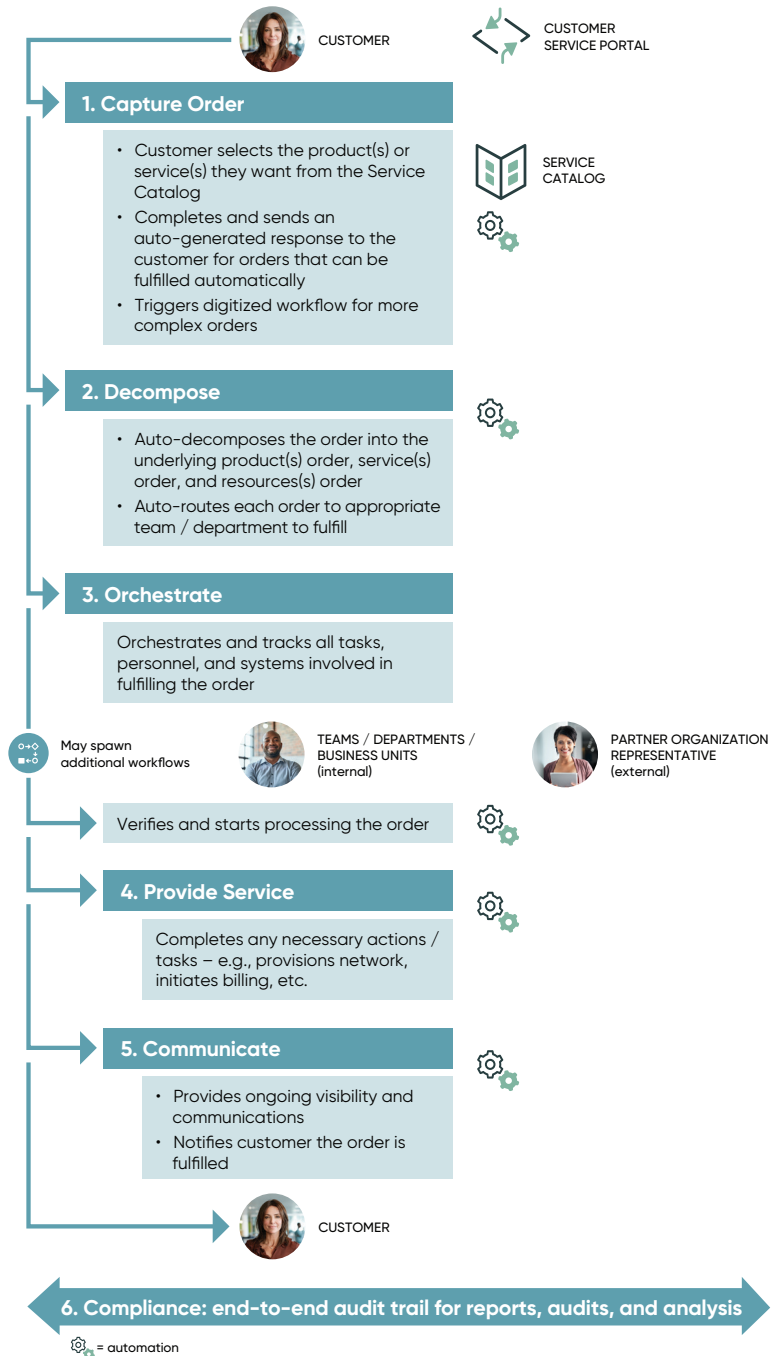 CUSTOMER
CUSTOMER
SERVICE PORTAL
1. Capture Order
• Customer selects the product(s) or
service(s) they want from the Service
Catalog
• Completes and sends an
auto-generated response to the
customer for orders that can be
fulfilled automatically
• Triggers digitized workflow for more
complex orders
SERVICE
CATALOG
2. Decompose
• Auto-decomposes the order into the
underlying product(s) order, service(s)
order, and resources(s) order
• Auto-routes each order to appropriate
team / department to fulfill
3. Orchestrate
Orchestrates and tracks all tasks,
personnel, and systems involved in
fulfilling the order
May spawn
additional workflows
TEAMS / DEPARTMENTS /
BUSINESS UNITS
(internal)
PARTNER ORGANIZATION
REPRESENTATIVE
(external)
Verifies and starts processing the order
4. Provide Service
Completes any necessary actions /
tasks – e.g., provisions network,
initiates billing, etc.
5. Communicate
• Provides ongoing visibility and
communications
• Notifies customer the order is
fulfilled
CUSTOMER
6. Compliance: end-to-end audit trail for reports, audits, and analysis
= automation